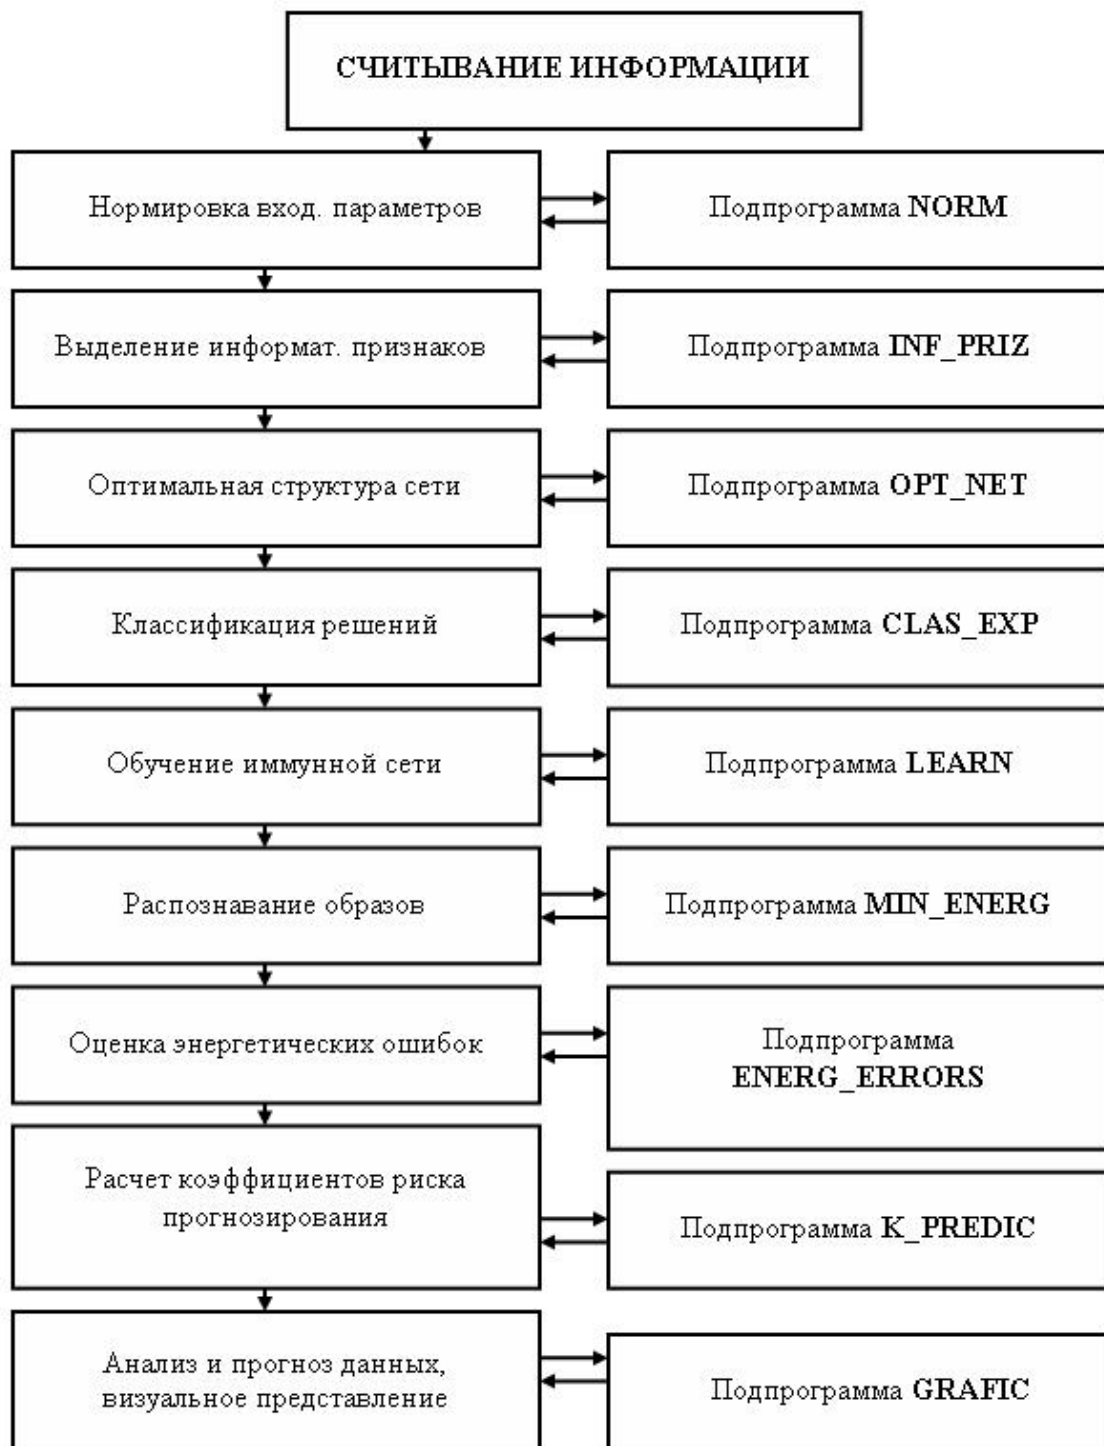 СЧИТЫВАНИЕ ИНФОРМАЦИИ
Нормировка вход. параметров
Подпрограмма NORM
Выделение информат. признаков
Подпрограмма INF_PRIZ
Оптимальная структура сети
Подпрограмма OPT_NET
Классификация решений
Подпрограмма CLAS_EXP
Обучение иммунной сети
Подпрограмма LEARN
Распознавание образов
Подпрограмма MIN_ENERG
Оценка энергетических ошибок
Подпрограмма
ENERG_ERRORS
Расчет коэффициентов риска
прогнозирования
Подпрограмма K_PREDIC
Анализ и прогноз данных,
визуальное представление
Подпрограмма GRAFIC